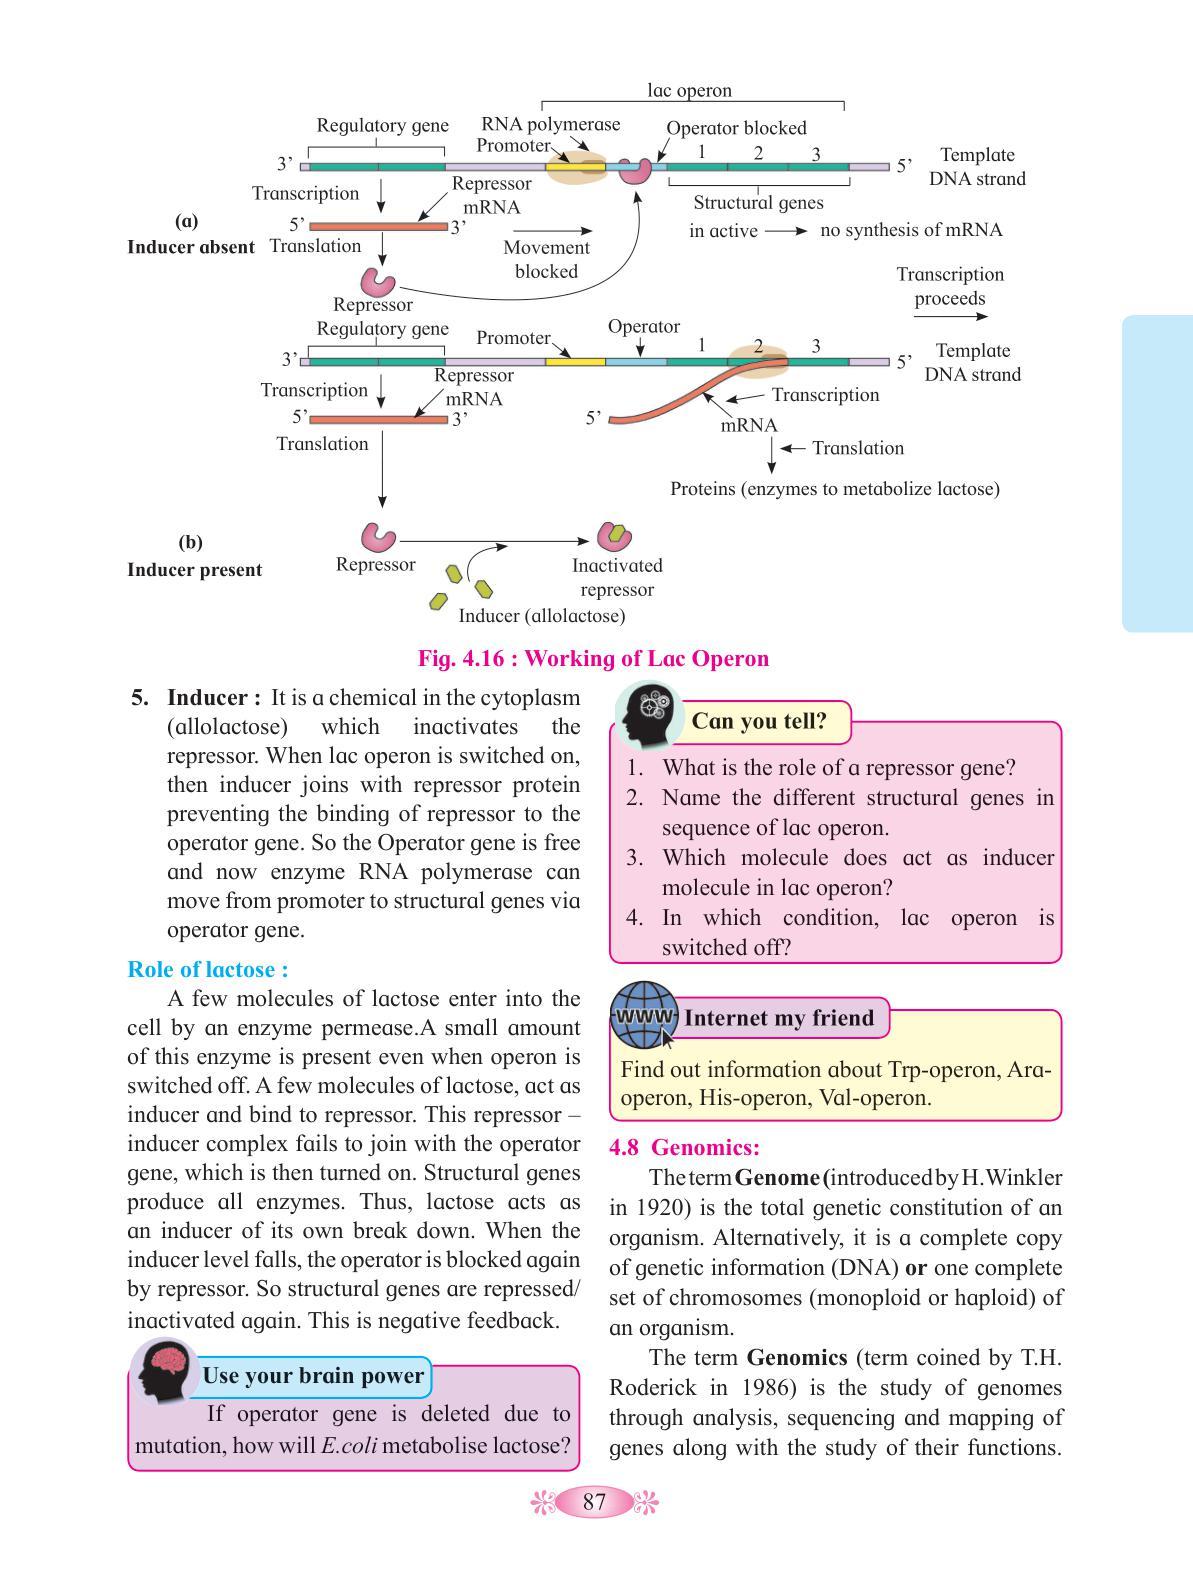 lac operon
Regulatory gene
RNA polymerase
Promoter
Operator blocked
3’
1
2
3
5’
Template
DNA strand
Transcription
Repressor
mRNA
Structural genes
(a)
Inducer absent
5’
3’
Translation
Movement
blocked
in active
no synthesis of mRNA
Repressor
Transcription
proceeds
Regulatory gene
Promoter
Operator
3’
1
2
3
5’
Template
DNA strand
Transcription
Repressor
mRNA
5’
3’
5’
Transcription
mRNA
Translation
Translation
Proteins (enzymes to metabolize lactose)
(b)
Inducer present
Repressor
Inactivated
repressor
Inducer (allolactose)
Fig. 4.16 : Working of Lac Operon
5. Inducer : It is a chemical in the cytoplasm
(allolactose) which inactivates the
repressor. When lac operon is switched on,
then inducer joins with repressor protein
preventing the binding of repressor to the
operator gene. So the Operator gene is free
and now enzyme RNA polymerase can
move from promoter to structural genes via
operator gene.
Role of lactose :
A few molecules of lactose enter into the
cell by an enzyme permease.A small amount
of this enzyme is present even when operon is
switched off. A few molecules of lactose, act as
inducer and bind to repressor. This repressor –
inducer complex fails to join with the operator
gene, which is then turned on. Structural genes
produce all enzymes. Thus, lactose acts as
an inducer of its own break down. When the
inducer level falls, the operator is blocked again
by repressor. So structural genes are repressed/
inactivated again. This is negative feedback.
Use your brain power
If operator gene is deleted due to
mutation, how will E.coli metabolise lactose?
Can you tell?
1. What is the role of a repressor gene?
2. Name the different structural genes in
sequence of lac operon.
3. Which molecule does act as inducer
molecule in lac operon?
4. In which condition, lac operon is
switched off?
www
Internet my friend
Find out information about Trp-operon, Ara-
operon, His-operon, Val-operon.
4.8 Genomics:
The term Genome (introduced by H. Winkler
in 1920) is the total genetic constitution of an
organism. Alternatively, it is a complete copy
of genetic information (DNA) or one complete
set of chromosomes (monoploid or haploid) of
an organism.
The term Genomics (term coined by T.H.
Roderick in 1986) is the study of genomes
through analysis, sequencing and mapping of
genes along with the study of their functions.
87